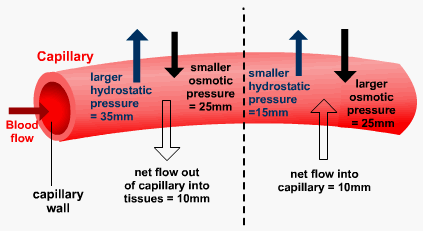 Capillary
larger
hydrostatic
pressure
= 35mm
smaller
osmotic
pressure
= 25mm
smaller
hydrostatic
pressure
=15mm
larger
osmotic
pressure
= 25mm
Blood
flow
capillary
wall
net flow out
of capillary into
tissues = 10mm
net flow into
capillary = 10mm